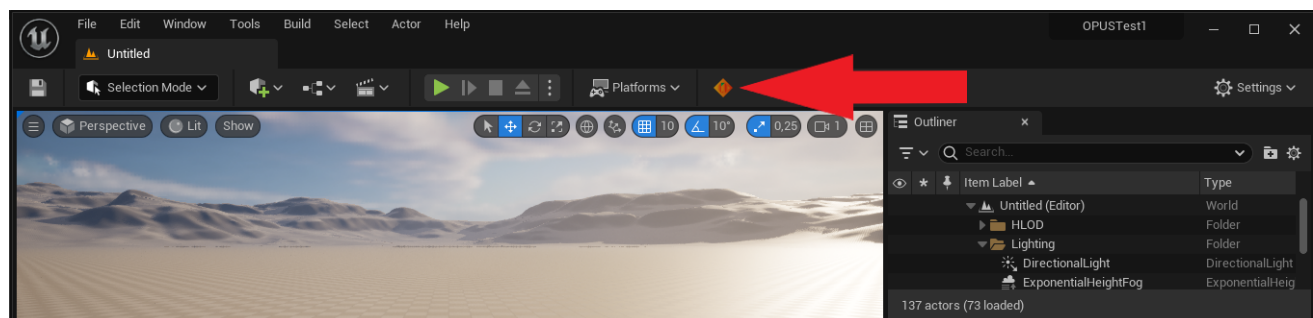 File Edit Window Tools Build Select Actor Help OPUSTest1
Untitled
Selection Mode Platforms Settings
Perspective Lit Show 10 10° 0,25 1 Outliner
Search...
Item Label Type
Untitled (Editor) World
HLOD Folder
Lighting Folder
DirectionalLight DirectionalLight
ExponentialHeightFog ExponentialHeig
137 actors (73 loaded)